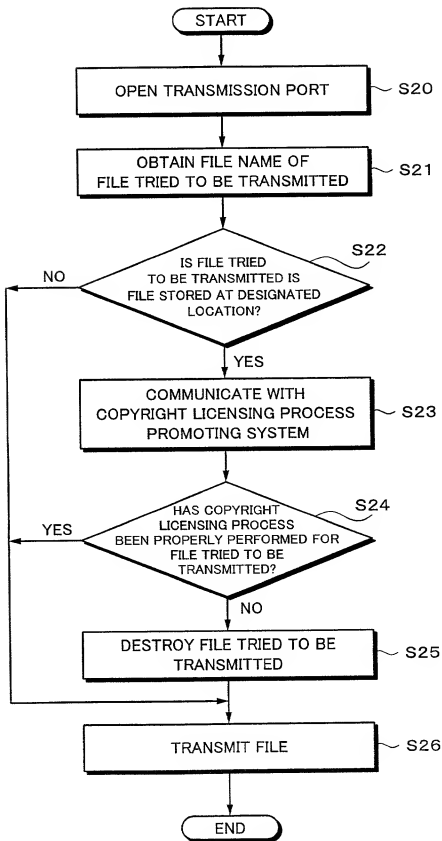 START
OPEN TRANSMISSION PORT
S20
OBTAIN FILE NAME OF
FILE TRIED TO BE TRANSMITTED
S21
IS FILE TRIED
TO BE TRANSMITTED IS
FILE STORED AT DESIGNATED
LOCATION?
S22
NO
YES
COMMUNICATE WITH
COPYRIGHT LICENSING PROCESS
PROMOTING SYSTEM
S23
HAS COPYRIGHT
LICENSING PROCESS
BEEN PROPERLY PERFORMED FOR
FILE TRIED TO BE
TRANSMITTED?
S24
YES
NO
DESTROY FILE TRIED TO BE
TRANSMITTED
S25
TRANSMIT FILE
S26
END